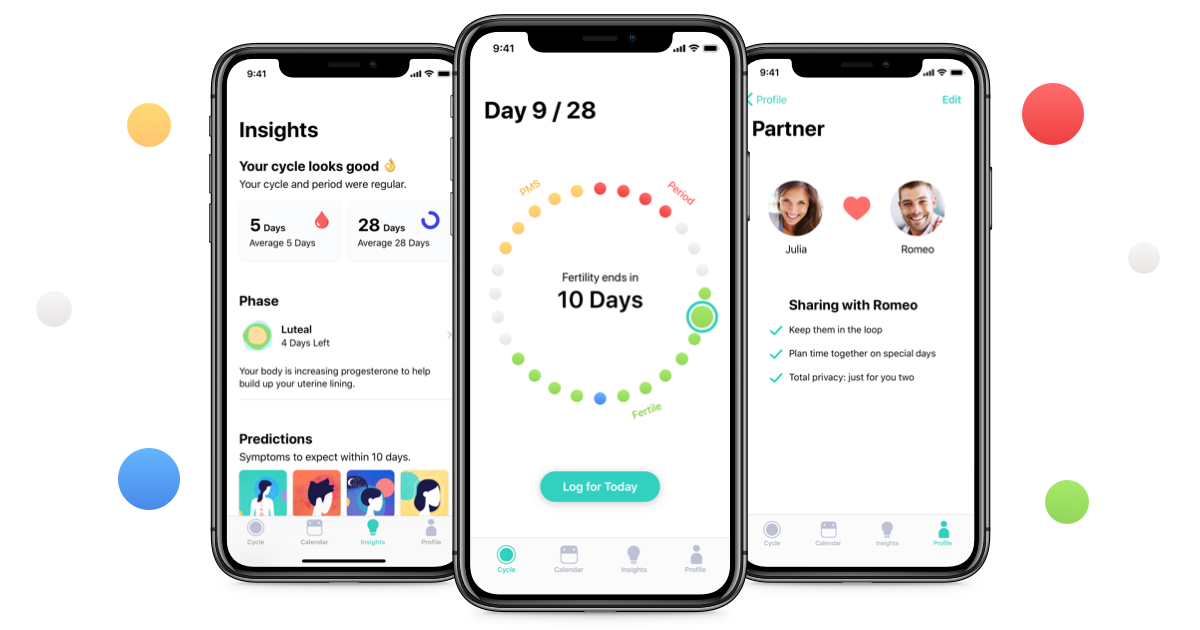 9:41
Insights
Your cycle looks good 👌
Your cycle and period were regular.
5 Days
Average 5 Days
28 Days
Average 28 Days
Phase
Luteal
4 Days Left
Your body is increasing progesterone to help
build up your uterine lining.
Predictions
Symptoms to expect within 10 days.
Cycle
Calendar
Insights
Profile
9:41
Day 9 / 28
PMS
Period
Fertility ends in
10 Days
Fertile
Log for Today
Cycle
Calendar
Insights
Profile
9:41
Profile
Edit
Partner
Julia
Romeo
Sharing with Romeo
Keep them in the loop
Plan time together on special days
Total privacy: just for you two
Cycle
Calendar
Insights
Profile